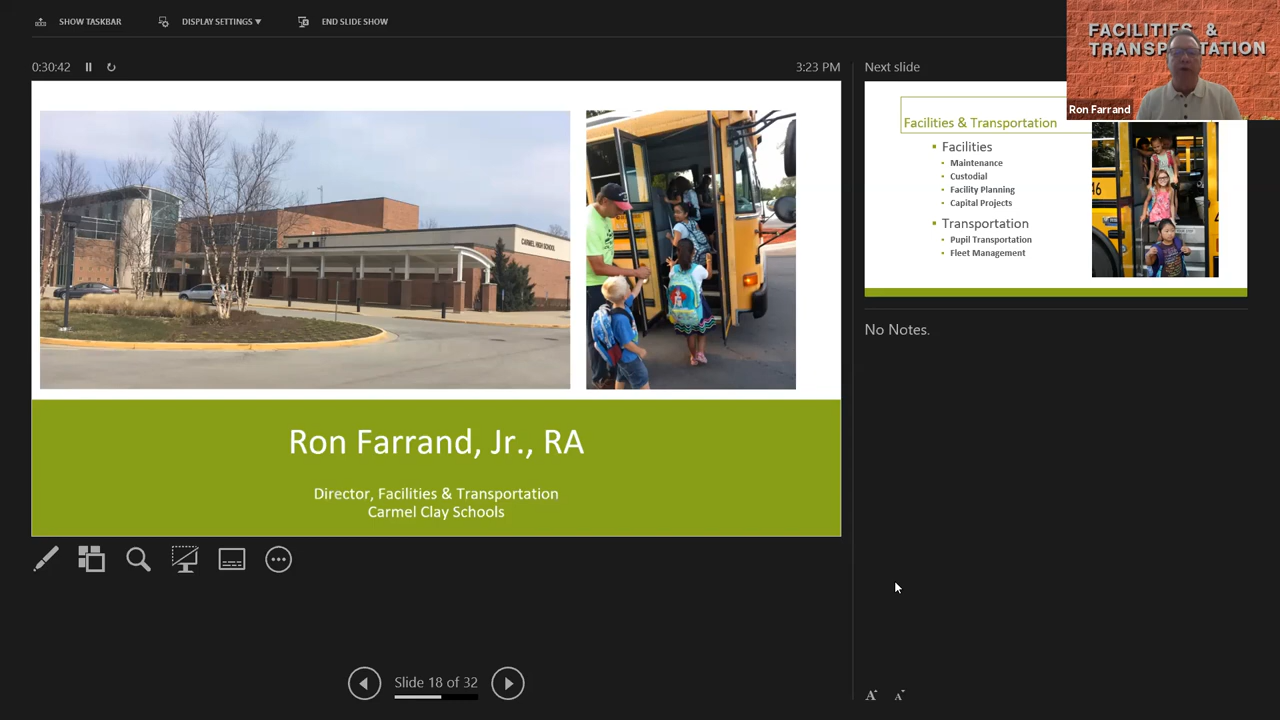 SHOW TASKBAR
DISPLAY SETTINGS ▼
END SLIDE SHOW
FACILITIES &
TRANSPORTATION
Ron Farrand
0:30:42
3:23 PM
Next slide
CARMEL HIGH SCHOOL
Ron Farrand, Jr., RA
Director, Facilities & Transportation
Carmel Clay Schools
Facilities & Transportation
▪ Facilities
▪ Maintenance
▪ Custodial
▪ Facility Planning
▪ Capital Projects
▪ Transportation
▪ Pupil Transportation
▪ Fleet Management
46
4
No Notes.
Slide 18 of 32
A A